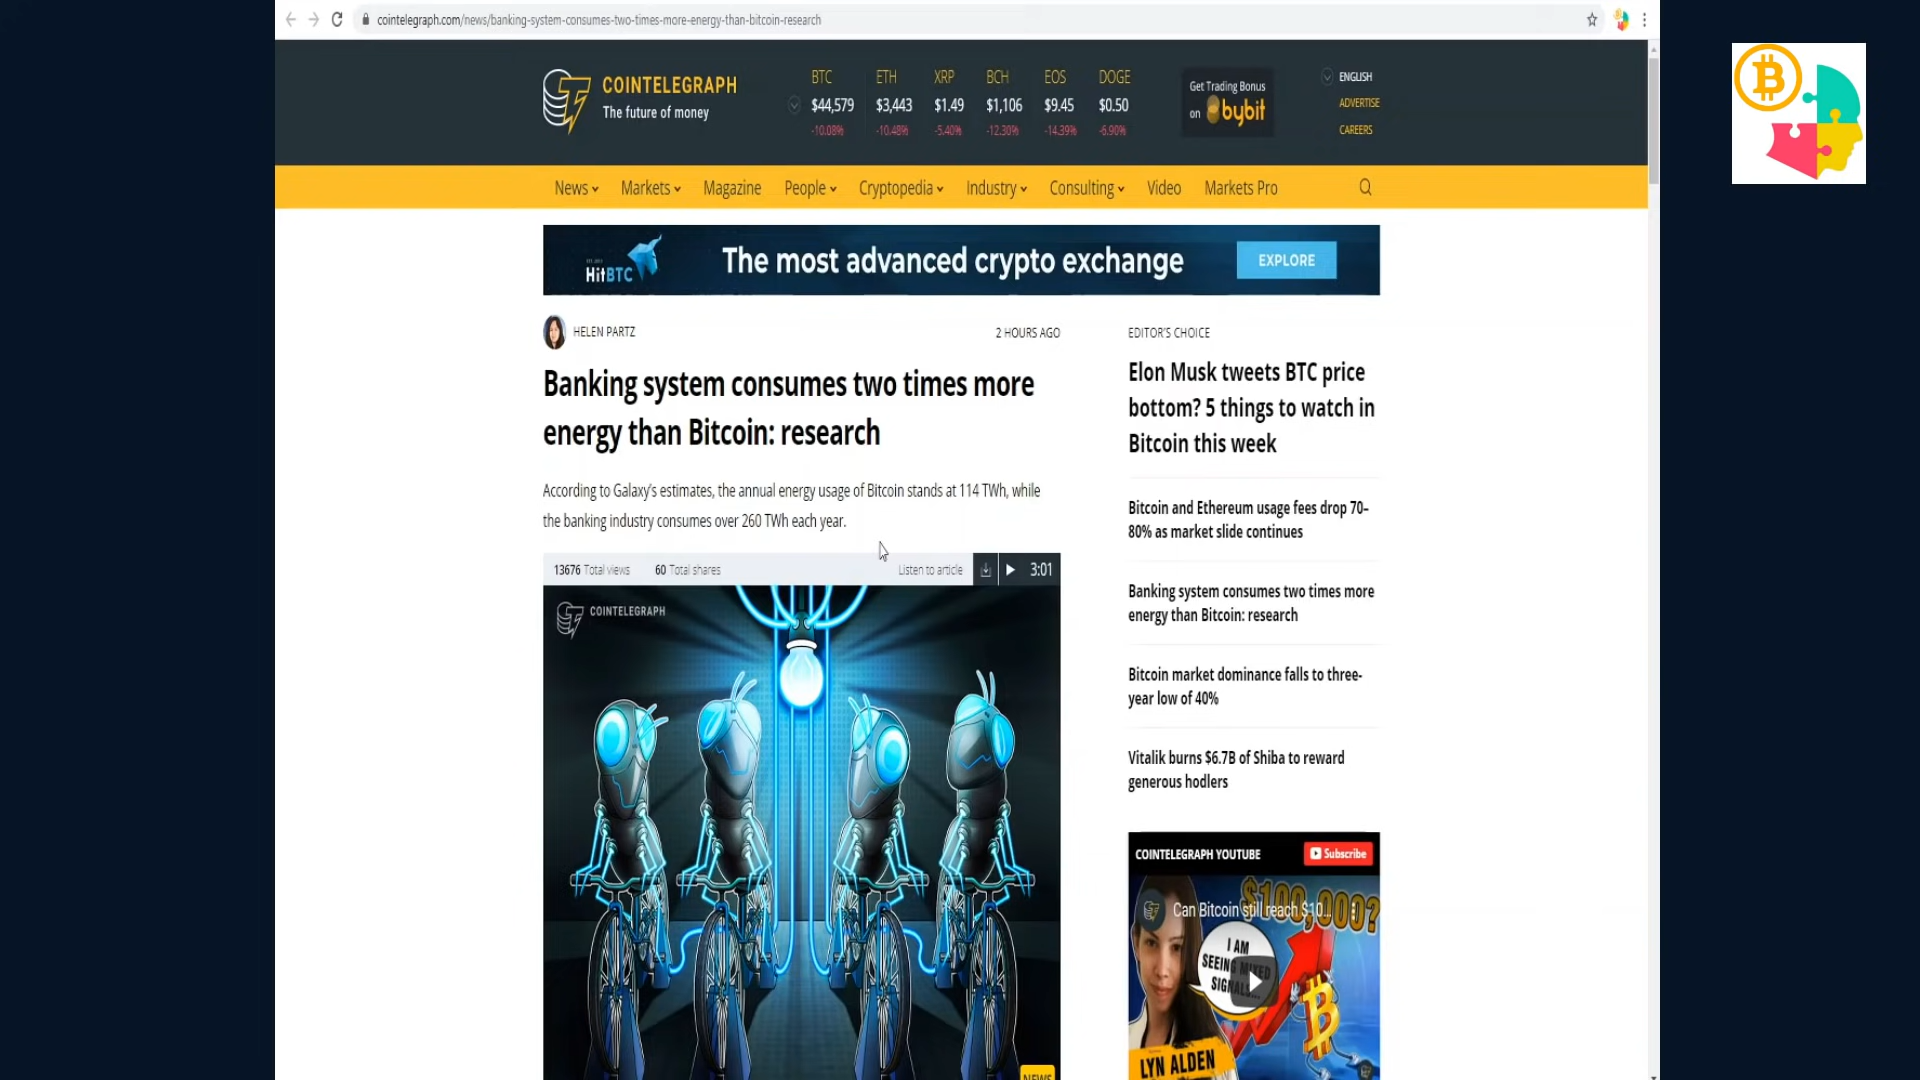 cointelegraph.com/news/banking-system-consumes-two-times-more-energy-than-bitcoin-research
COINTELEGRAPH
The future of money
BTC ETH XRP BCH EOS DOGE
$44,579 $3,443 $1.49 $1,106 $9.45 $0.50
-10.08% -10.48% -5.40% -12.30% -14.39% -6.90%
Get Trading Bonus
on bybit
ENGLISH
ADVERTISE
CAREERS
News Markets Magazine People Cryptopedia Industry Consulting Video Markets Pro
HitBTC
The most advanced crypto exchange
EXPLORE
HELEN PARTZ
2 HOURS AGO
Banking system consumes two times more
energy than Bitcoin: research
According to Galaxy's estimates, the annual energy usage of Bitcoin stands at 114 TWh, while
the banking industry consumes over 260 TWh each year.
13676 Total views 60 Total shares Listen to article 3:01
COINTELEGRAPH
NEWS
EDITOR'S CHOICE
Elon Musk tweets BTC price
bottom? 5 things to watch in
Bitcoin this week
Bitcoin and Ethereum usage fees drop 70–
80% as market slide continues
Banking system consumes two times more
energy than Bitcoin: research
Bitcoin market dominance falls to three-
year low of 40%
Vitalik burns $6.7B of Shiba to reward
generous hodlers
COINTELEGRAPH YOUTUBE
Subscribe
Can Bitcoin still reach $10...
$100,000?
I AM
SEEING MIXED
SIGNALS...
LYN ALDEN